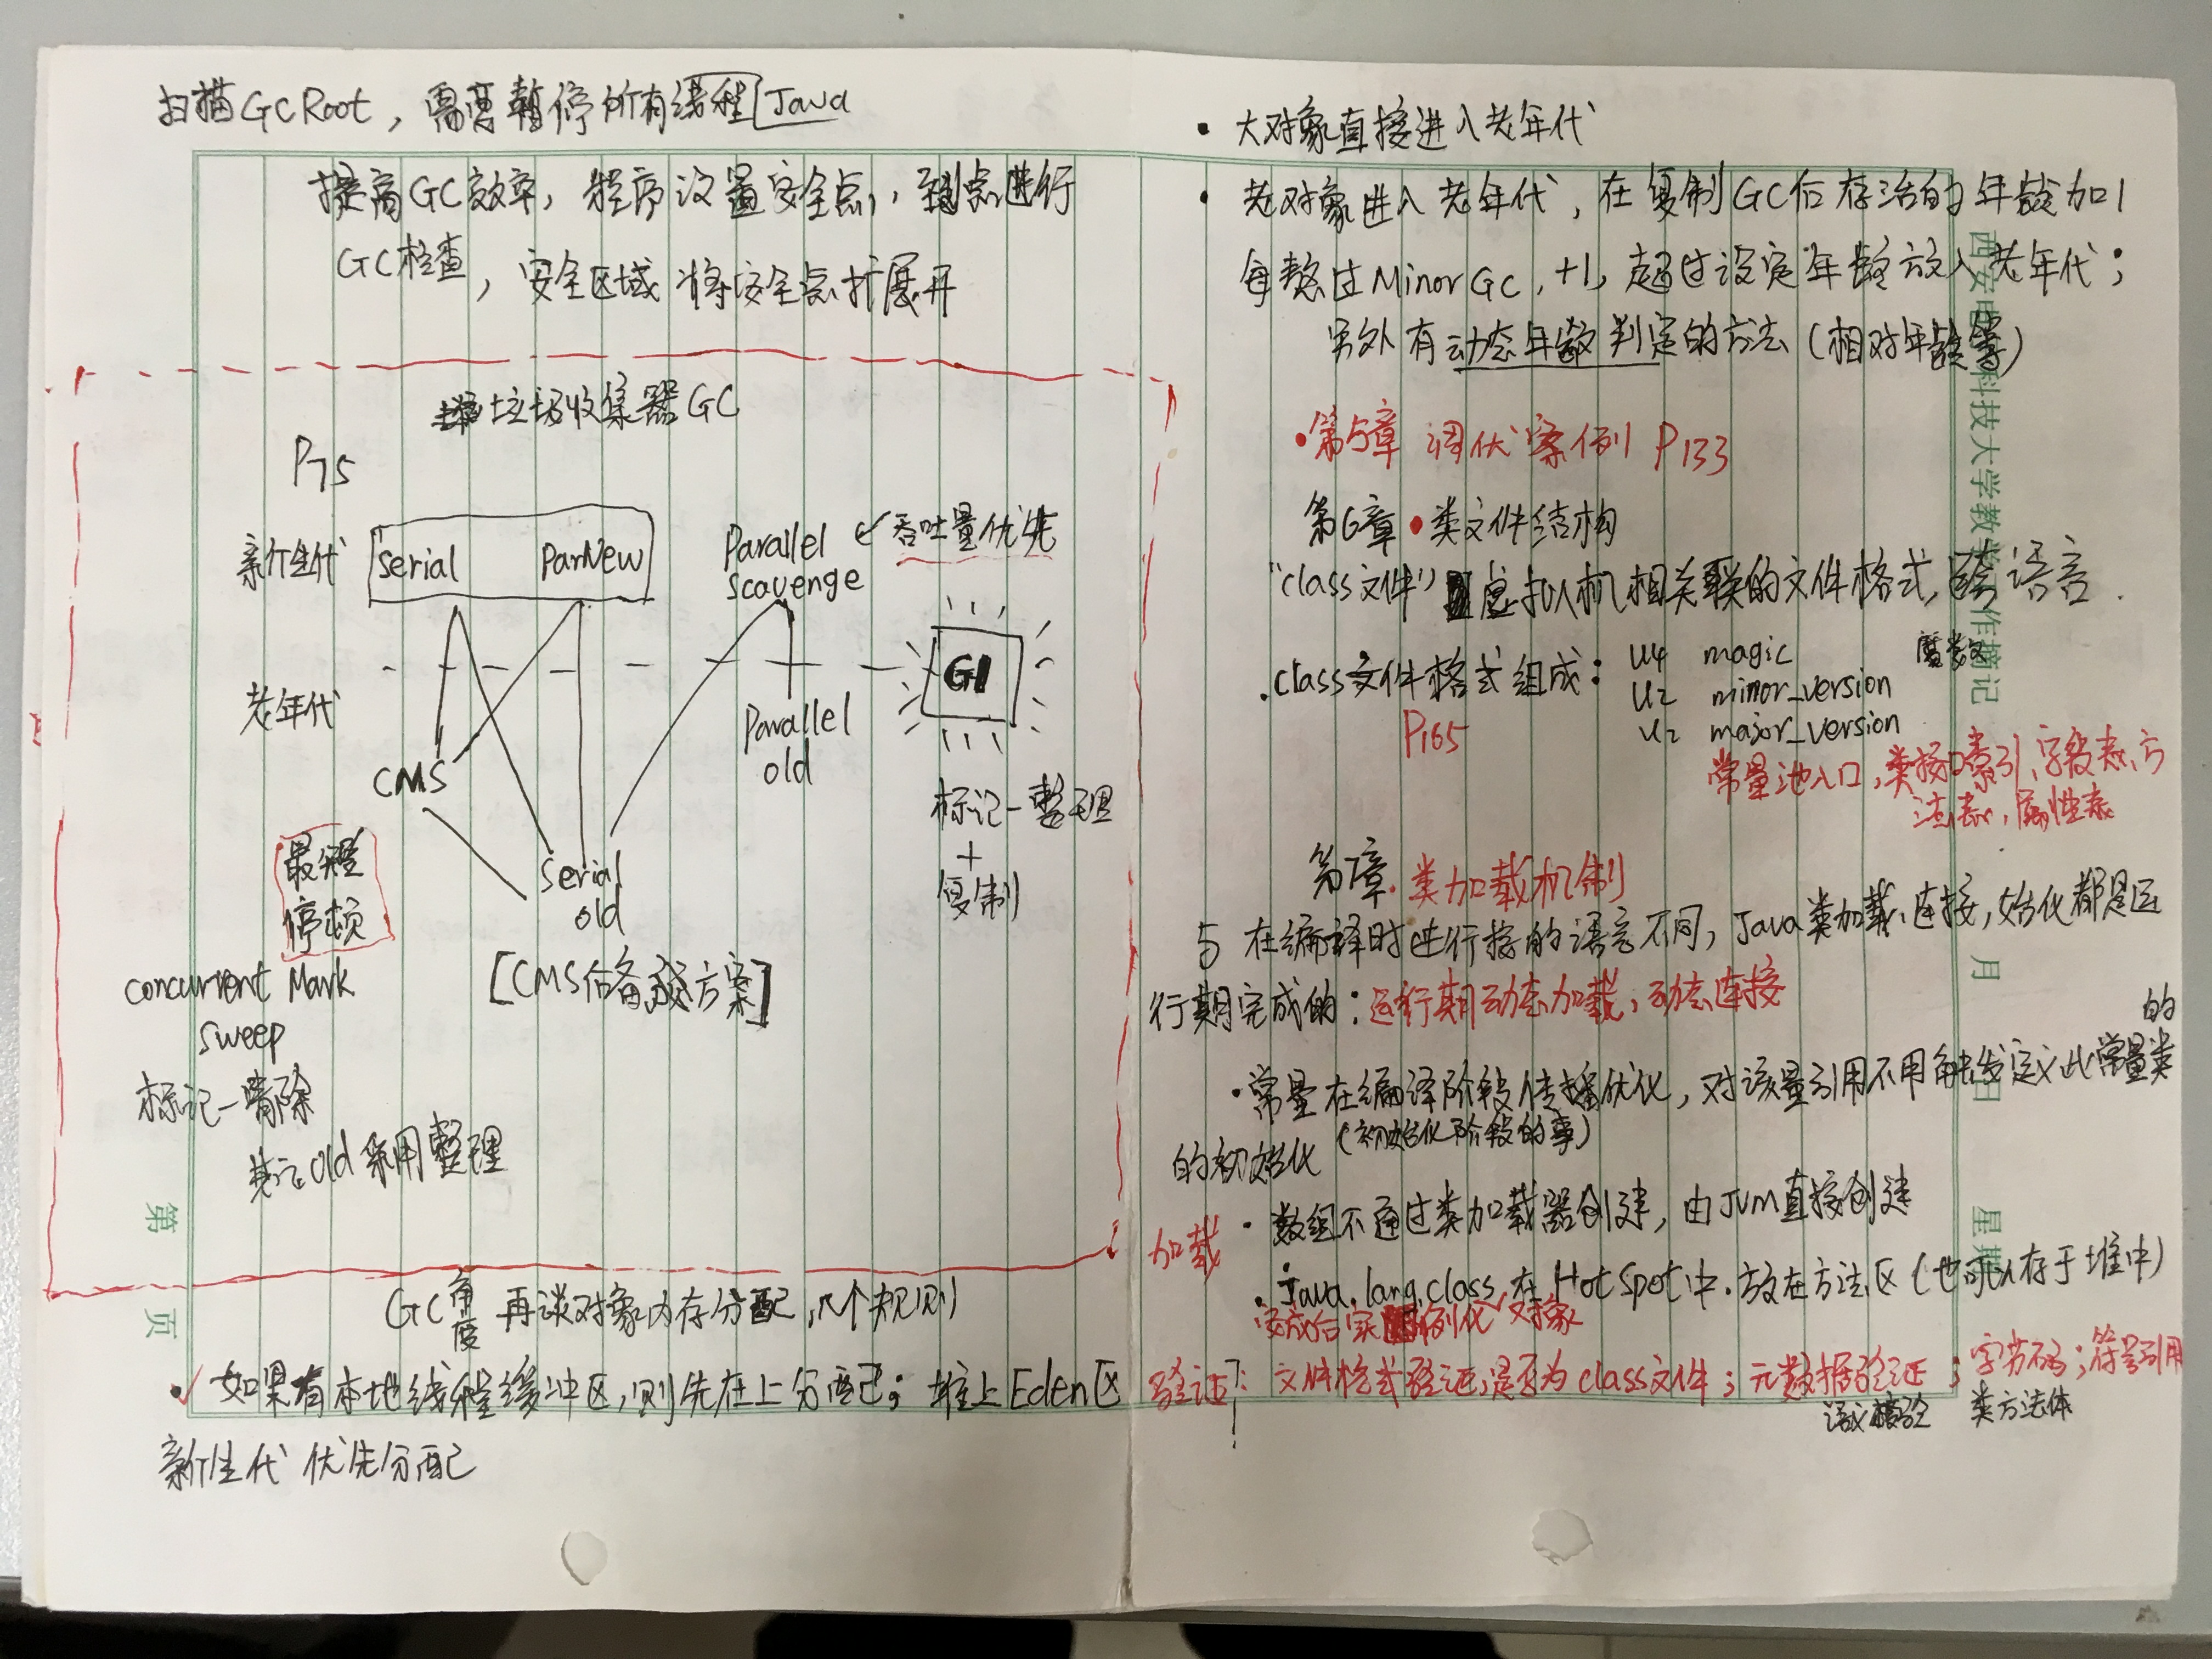 扫描GC Root，需要暂停所有线程 Java
提高GC效率，程序设置安全点，到点进行
GC检查，安全区域 将安全点扩展开
垃圾收集器GC
P75
新生代 Serial ParNew Parallel Scavenge ✓吞吐量优先
老年代
G1
CMS
Parallel old
最短
停顿
Serial old
标记—整理
+
复制
[CMS后备方案]
concurrent Mark
sweep
标记—清除
其它old采用整理
GC角度 再谈对象内存分配，几个规则
• 如果有本地线程缓冲区，则先在上分配；堆上Eden区
新生代 优先分配
第 页
• 大对象直接进入老年代
• 老对象进入老年代，在复制GC后存活的年龄加1
每熬过Minor GC，+1，超过设定年龄放入老年代；
另外有动态年龄判定的方法（相对年龄等）
• 第5章 调优案例 P133
第6章 • 类文件结构
"class文件" 虚拟机相关联的文件格式，跨语言.
.class文件格式组成： u4 magic 魔数
u2 minor_version
u2 major_version
P165
常量池入口，类接口索引、字段表、方
法表，属性表
第7章. 类加载机制
与在编译时进行接的语言不同，Java类加载、连接，始化都是运
行期完成的：运行期动态加载，动态连接
• 常量在编译阶段传播优化，对该量引用不用触发定义此常量类的
的初始化（初始化阶段的事）
加载 • 数组不通过类加载器创建，由JVM直接创建
• Java.lang.class 在HotSpot中.放在方法区（也可以存于堆中）
完成后实例化 对象
验证： 文件格式验证，是否为class文件；元数据验证；字节码；符号引用
语义校验 类方法体
西安电子科技大学教学工作摘记
月 日 星期